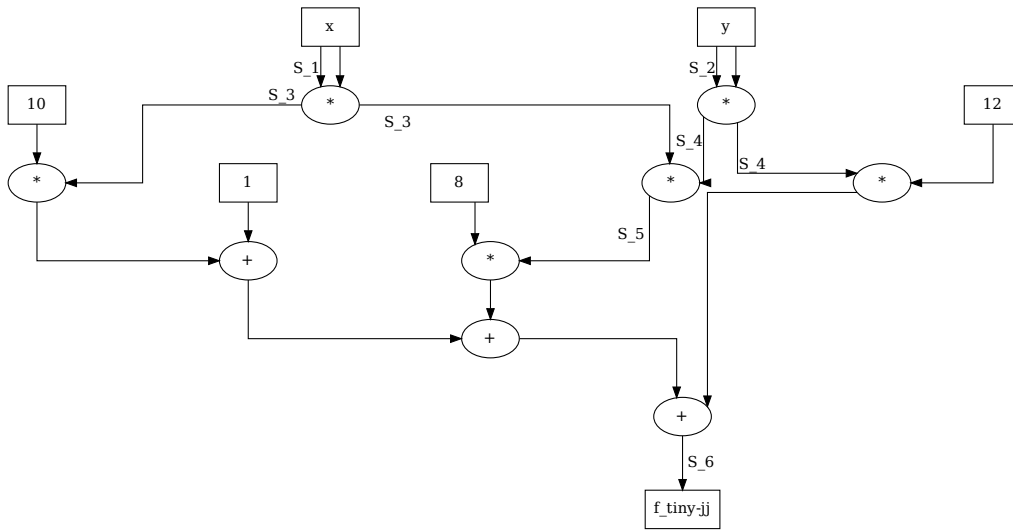 x
y
S_1
S_2
10
S_3
*
*
12
S_3
S_4
S_4
*
1
8
*
*
S_5
+
*
+
+
S_6
f_tiny-jj